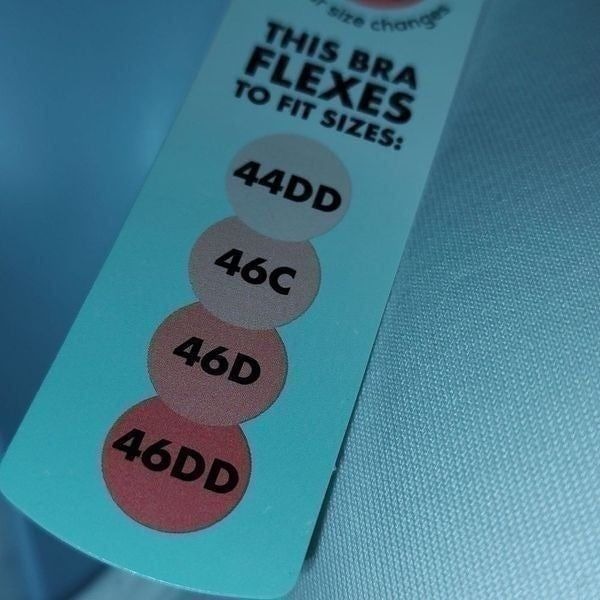 size changes
THIS BRA
FLEXES
TO FIT SIZES:
44DD
46C
46D
46DD